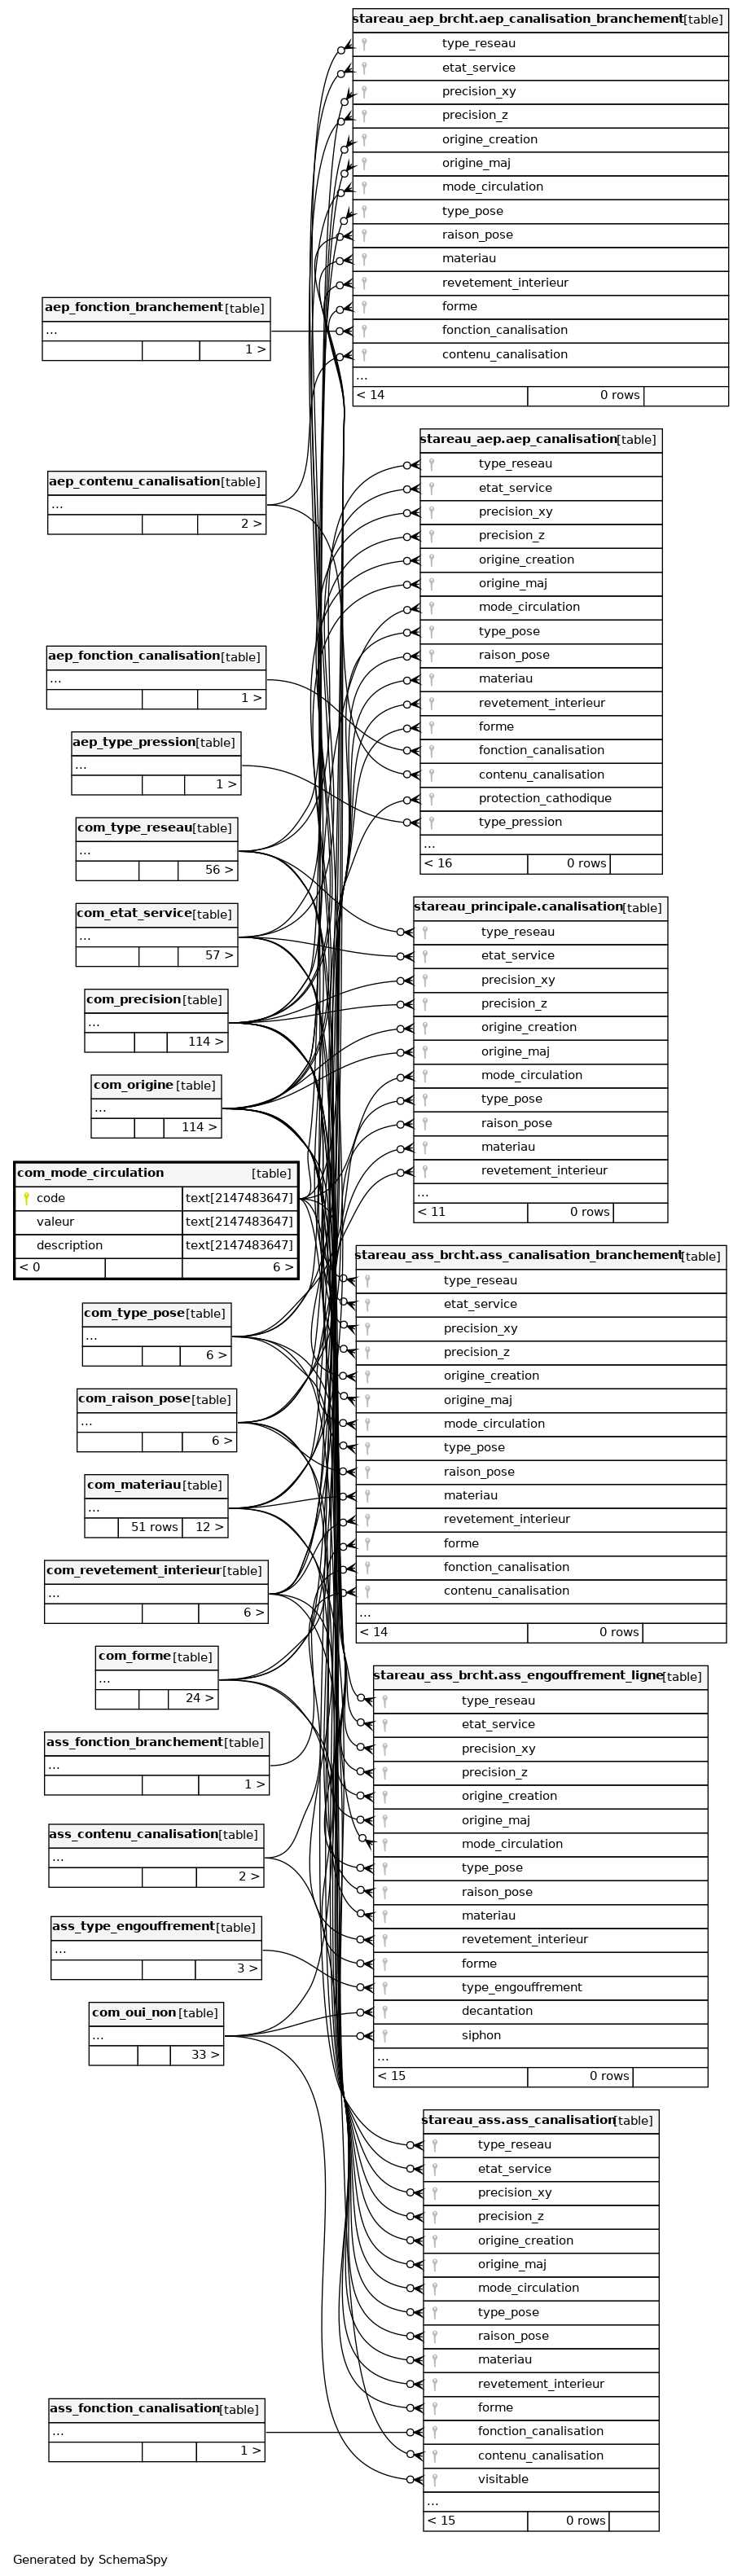 stareau_aep_brcht.aep_canalisation_branchement [table]
type_reseau
etat_service
precision_xy
precision_z
origine_creation
origine_maj
mode_circulation
type_pose
raison_pose
materiau
revetement_interieur
forme
fonction_canalisation
contenu_canalisation
...
< 14 0 rows
aep_fonction_branchement [table]
...
1 >
stareau_aep.aep_canalisation [table]
type_reseau
etat_service
precision_xy
precision_z
origine_creation
origine_maj
mode_circulation
type_pose
raison_pose
materiau
revetement_interieur
forme
fonction_canalisation
contenu_canalisation
protection_cathodique
type_pression
...
< 16 0 rows
aep_contenu_canalisation [table]
...
2 >
aep_fonction_canalisation [table]
...
1 >
aep_type_pression [table]
...
1 >
com_type_reseau [table]
...
56 >
com_etat_service [table]
...
57 >
com_precision [table]
...
114 >
com_origine [table]
...
114 >
stareau_principale.canalisation [table]
type_reseau
etat_service
precision_xy
precision_z
origine_creation
origine_maj
mode_circulation
type_pose
raison_pose
materiau
revetement_interieur
...
< 11 0 rows
com_mode_circulation [table]
code text[2147483647]
valeur text[2147483647]
description text[2147483647]
< 0 6 >
stareau_ass_brcht.ass_canalisation_branchement [table]
type_reseau
etat_service
precision_xy
precision_z
origine_creation
origine_maj
mode_circulation
type_pose
raison_pose
materiau
revetement_interieur
forme
fonction_canalisation
contenu_canalisation
...
< 14 0 rows
com_type_pose [table]
...
6 >
com_raison_pose [table]
...
6 >
com_materiau [table]
...
51 rows 12 >
com_revetement_interieur [table]
...
6 >
com_forme [table]
...
24 >
ass_fonction_branchement [table]
...
1 >
stareau_ass_brcht.ass_engouffrement_ligne [table]
type_reseau
etat_service
precision_xy
precision_z
origine_creation
origine_maj
mode_circulation
type_pose
raison_pose
materiau
revetement_interieur
forme
type_engouffrement
decantation
siphon
...
< 15 0 rows
ass_contenu_canalisation [table]
...
2 >
ass_type_engouffrement [table]
...
3 >
com_oui_non [table]
...
33 >
stareau_ass.ass_canalisation [table]
type_reseau
etat_service
precision_xy
precision_z
origine_creation
origine_maj
mode_circulation
type_pose
raison_pose
materiau
revetement_interieur
forme
fonction_canalisation
contenu_canalisation
visitable
...
< 15 0 rows
ass_fonction_canalisation [table]
...
1 >
Generated by SchemaSpy